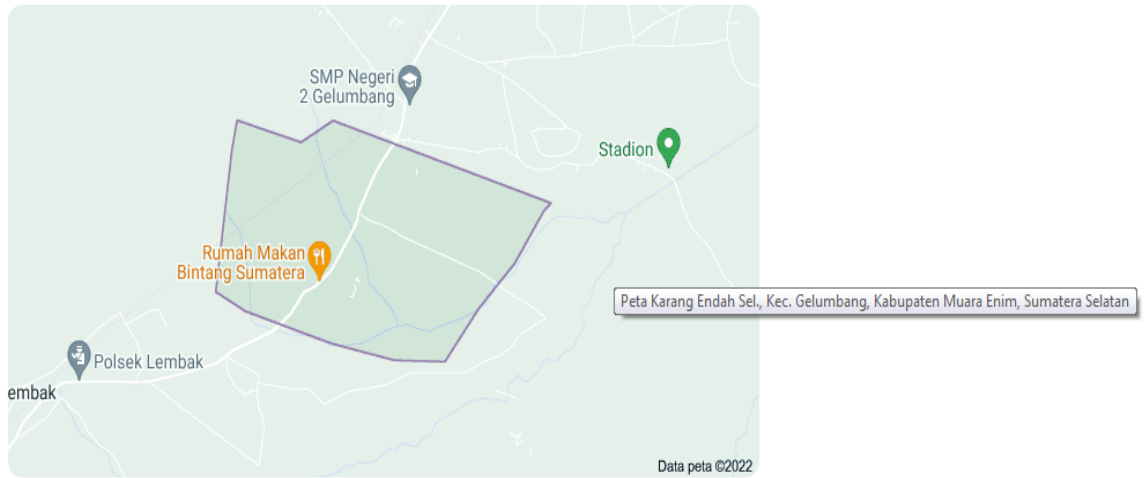 SMP Negeri
2 Gelumbang
Stadion
Rumah Makan
Bintang Sumatera
Peta Karang Endah Sel., Kec. Gelumbang, Kabupaten Muara Enim, Sumatera Selatan
Polsek Lembak
embak
Data peta ©2022